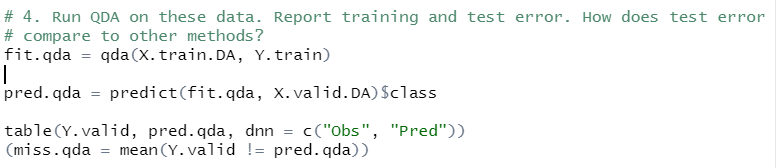 # 4. Run QDA on these data. Report training and test error. How does test error
# compare to other methods?
fit.qda = qda(X.train.DA, Y.train)
pred.qda = predict(fit.qda, X.valid.DA)$class
table(Y.valid, pred.qda, dnn = c("Obs", "Pred"))
(miss.qda = mean(Y.valid != pred.qda))